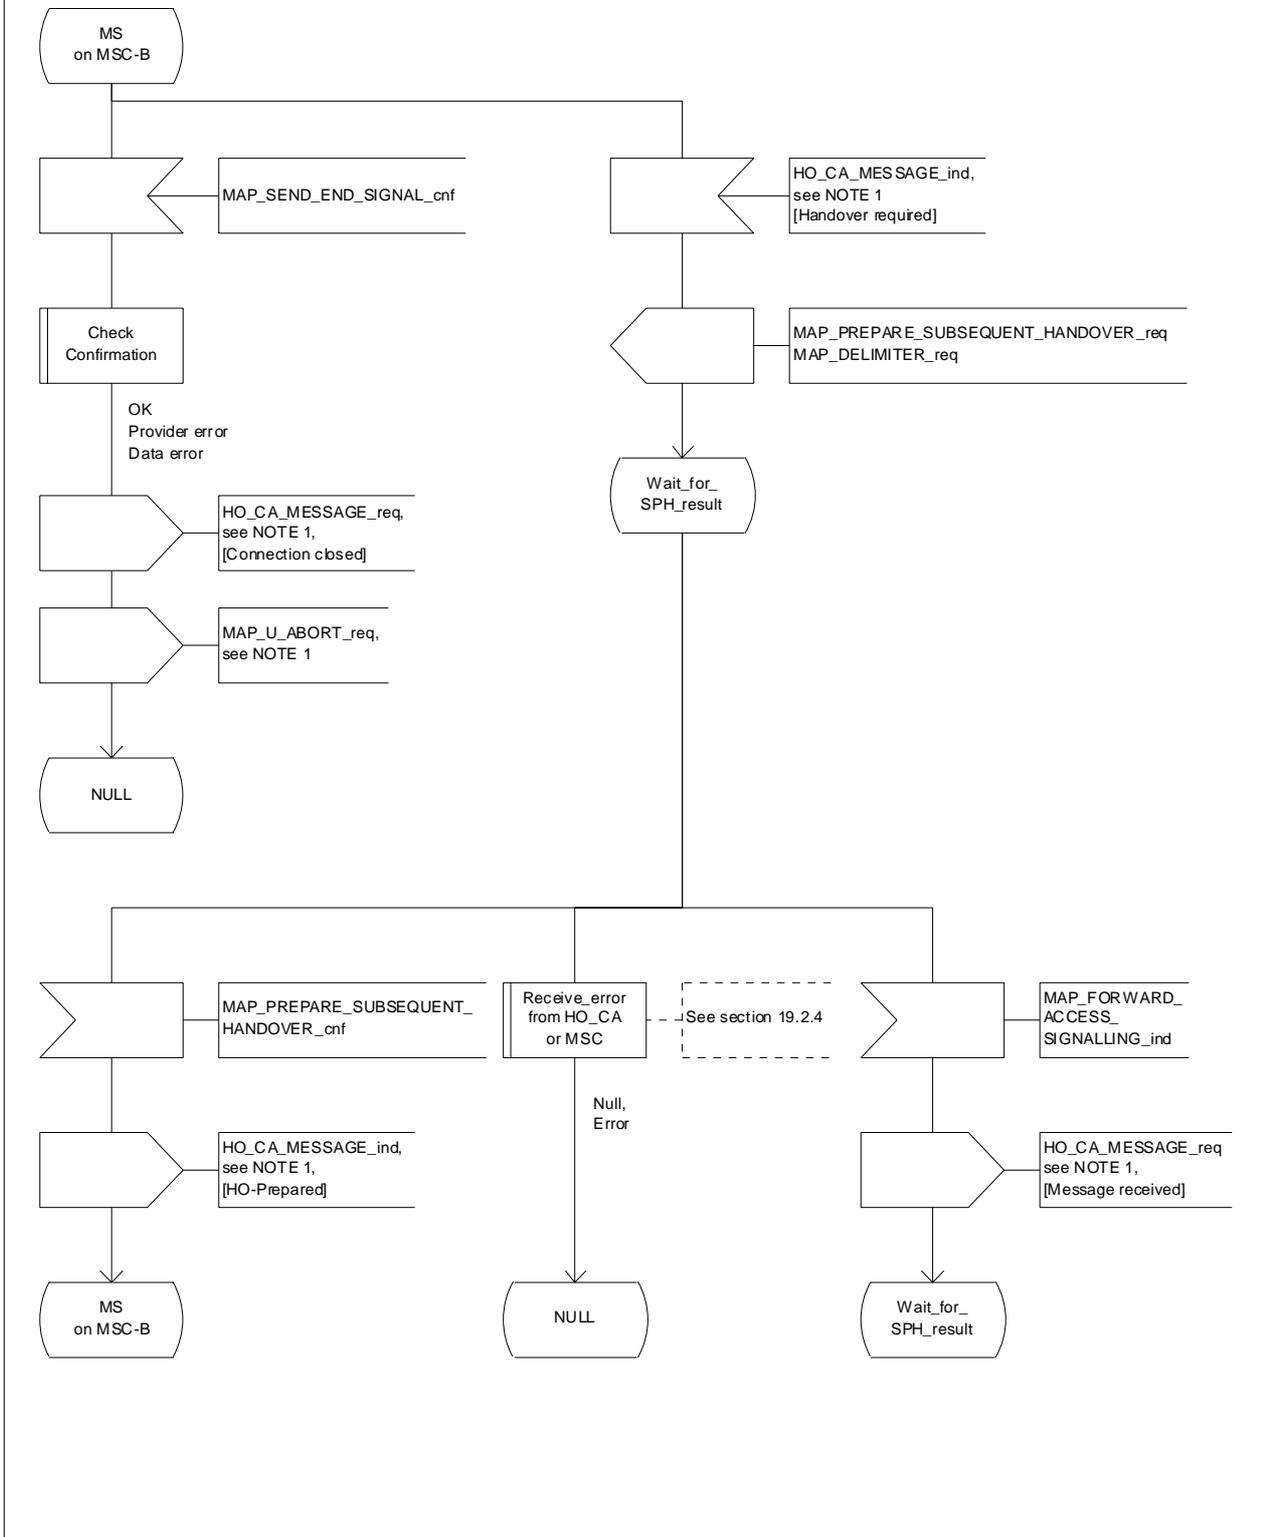 MS
on MSC-B
MAP_SEND_END_SIGNAL_cnf
HO_CA_MESSAGE_ind,
see NOTE 1
[Handover required]
Check
Confirmation
MAP_PREPARE_SUBSEQUENT_HANDOVER_req
MAP_DELIMITER_req
OK
Provider error
Data error
Wait_for_
SPH_result
HO_CA_MESSAGE_req,
see NOTE 1,
[Connection closed]
MAP_U_ABORT_req,
see NOTE 1
NULL
MAP_PREPARE_SUBSEQUENT_
HANDOVER_cnf
Receive_error
from HO_CA
or MSC
See section 19.2.4
MAP_FORWARD_
ACCESS_
SIGNALLING_ind
Null,
Error
HO_CA_MESSAGE_ind,
see NOTE 1,
[HO-Prepared]
HO_CA_MESSAGE_req
see NOTE 1,
[Message received]
MS
on MSC-B
NULL
Wait_for_
SPH_result